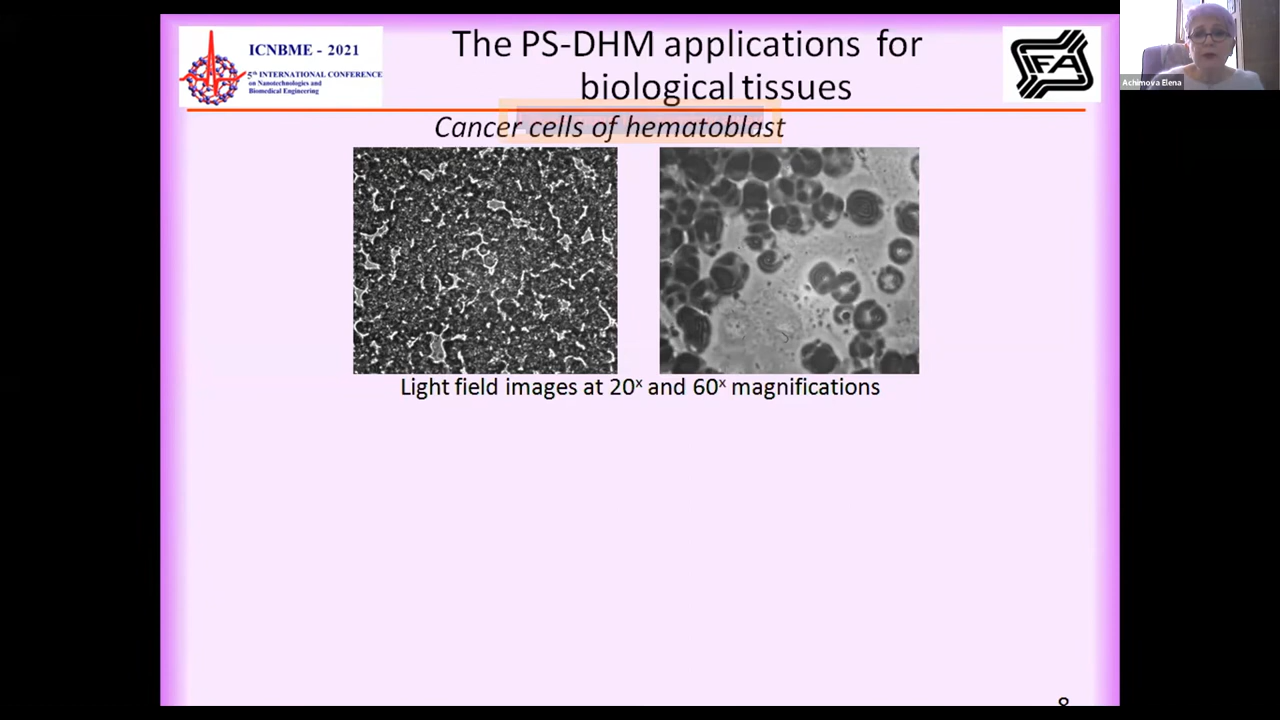 ICNBME - 2021
5th INTERNATIONAL CONFERENCE
on Nanotechnologies and
Biomedical Engineering
The PS-DHM applications for
biological tissues
IFA
Achimova Elena
Cancer cells of hematoblast
Light field images at 20x and 60x magnifications
8